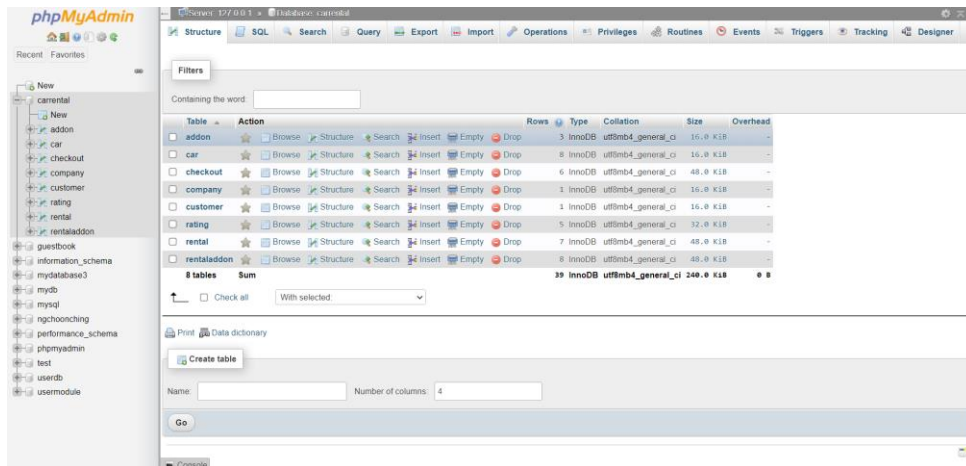 phpMyAdmin
Recent Favorites
New
carrental
New
addon
car
checkout
company
customer
rating
rental
rentaladdon
guestbook
information_schema
mydatabase3
mydb
mysql
ngchoonching
performance_schema
phpmyadmin
test
userdb
usermodule
Server: 127.0.0.1 » Database: carrental
Structure SQL Search Query Export Import Operations Privileges Routines Events Triggers Tracking Designer
Filters
Containing the word:
Table Action Rows Type Collation Size Overhead
addon Browse Structure Search Insert Empty Drop 3 InnoDB utf8mb4_general_ci 16.0 KiB -
car Browse Structure Search Insert Empty Drop 8 InnoDB utf8mb4_general_ci 16.0 KiB -
checkout Browse Structure Search Insert Empty Drop 6 InnoDB utf8mb4_general_ci 48.0 KiB -
company Browse Structure Search Insert Empty Drop 1 InnoDB utf8mb4_general_ci 16.0 KiB -
customer Browse Structure Search Insert Empty Drop 1 InnoDB utf8mb4_general_ci 16.0 KiB -
rating Browse Structure Search Insert Empty Drop 5 InnoDB utf8mb4_general_ci 32.0 KiB -
rental Browse Structure Search Insert Empty Drop 7 InnoDB utf8mb4_general_ci 48.0 KiB -
rentaladdon Browse Structure Search Insert Empty Drop 8 InnoDB utf8mb4_general_ci 48.0 KiB -
8 tables Sum 39 InnoDB utf8mb4_general_ci 240.0 KiB 0 B
Check all With selected:
Print Data dictionary
Create table
Name: Number of columns: 4
Go
Console